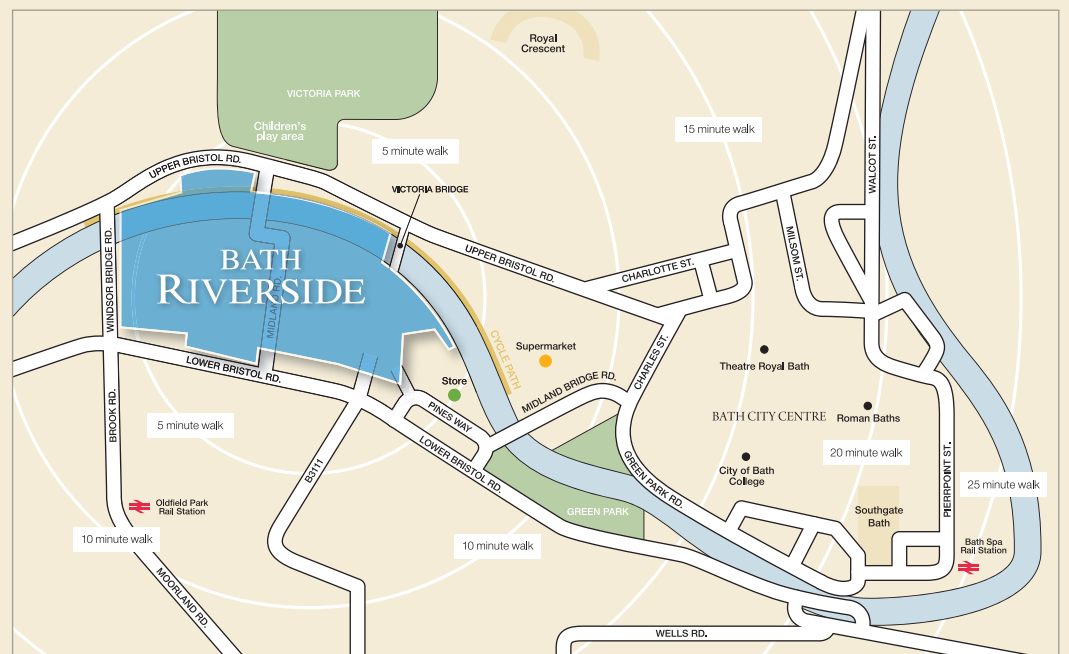 Royal
Crescent
VICTORIA PARK
Children's
play area
15 minute walk
5 minute walk
UPPER BRISTOL RD.
VICTORIA BRIDGE
WALCOT ST.
MILSOM ST.
UPPER BRISTOL RD.
CHARLOTTE ST.
WINDSOR BRIDGE RD.
BATH
RIVERSIDE
MIDLAND RD.
CYCLE PATH
Supermarket
CHARLES ST.
Theatre Royal Bath
LOWER BRISTOL RD.
Store
MIDLAND BRIDGE RD.
BROOK RD.
PINES WAY
BATH CITY CENTRE
Roman Baths
5 minute walk
LOWER BRISTOL RD.
20 minute walk
B3111
GREEN PARK RD.
City of Bath
College
PIERRPOINT ST.
25 minute walk
Oldfield Park
Rail Station
GREEN PARK
Southgate
Bath
10 minute walk
10 minute walk
Bath Spa
Rail Station
MOORLAND RD.
WELLS RD.